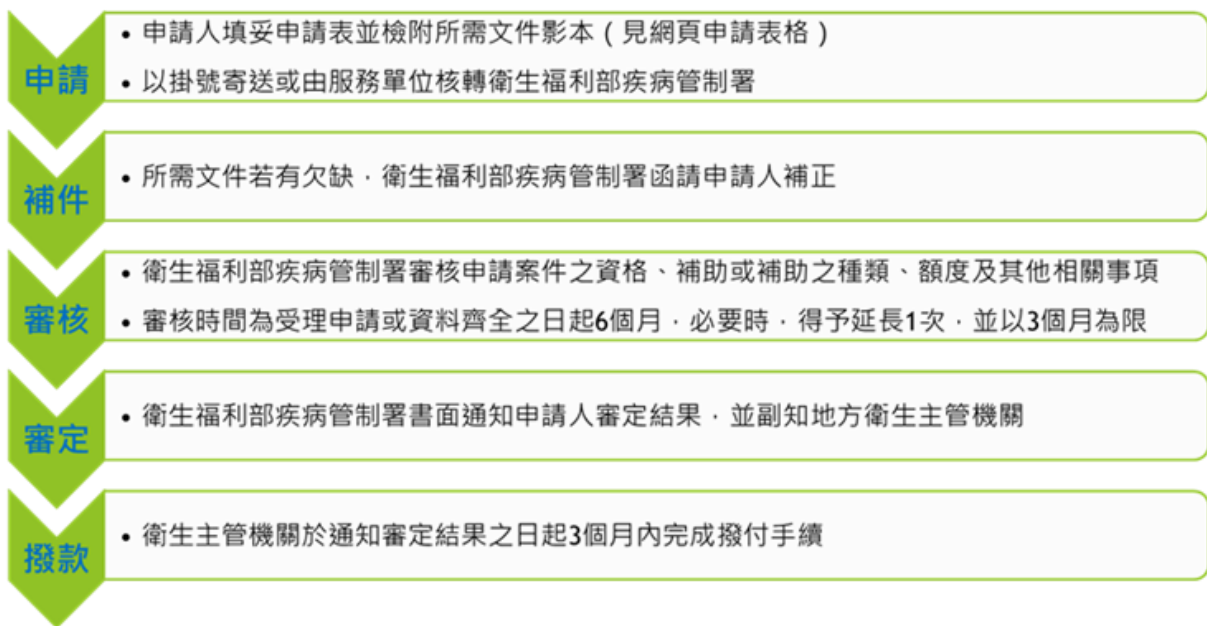 申請
• 申請人填妥申請表並檢附所需文件影本（見網頁申請表格）
• 以掛號寄送或由服務單位核轉衛生福利部疾病管制署
補件
• 所需文件若有欠缺，衛生福利部疾病管制署函請申請人補正
審核
• 衛生福利部疾病管制署審核申請案件之資格、補助或補助之種類、額度及其他相關事項
• 審核時間為受理申請或資料齊全之日起6個月，必要時，得予延長1次，並以3個月為限
審定
• 衛生福利部疾病管制署書面通知申請人審定結果，並副知地方衛生主管機關
撥款
• 衛生主管機關於通知審定結果之日起3個月內完成撥付手續